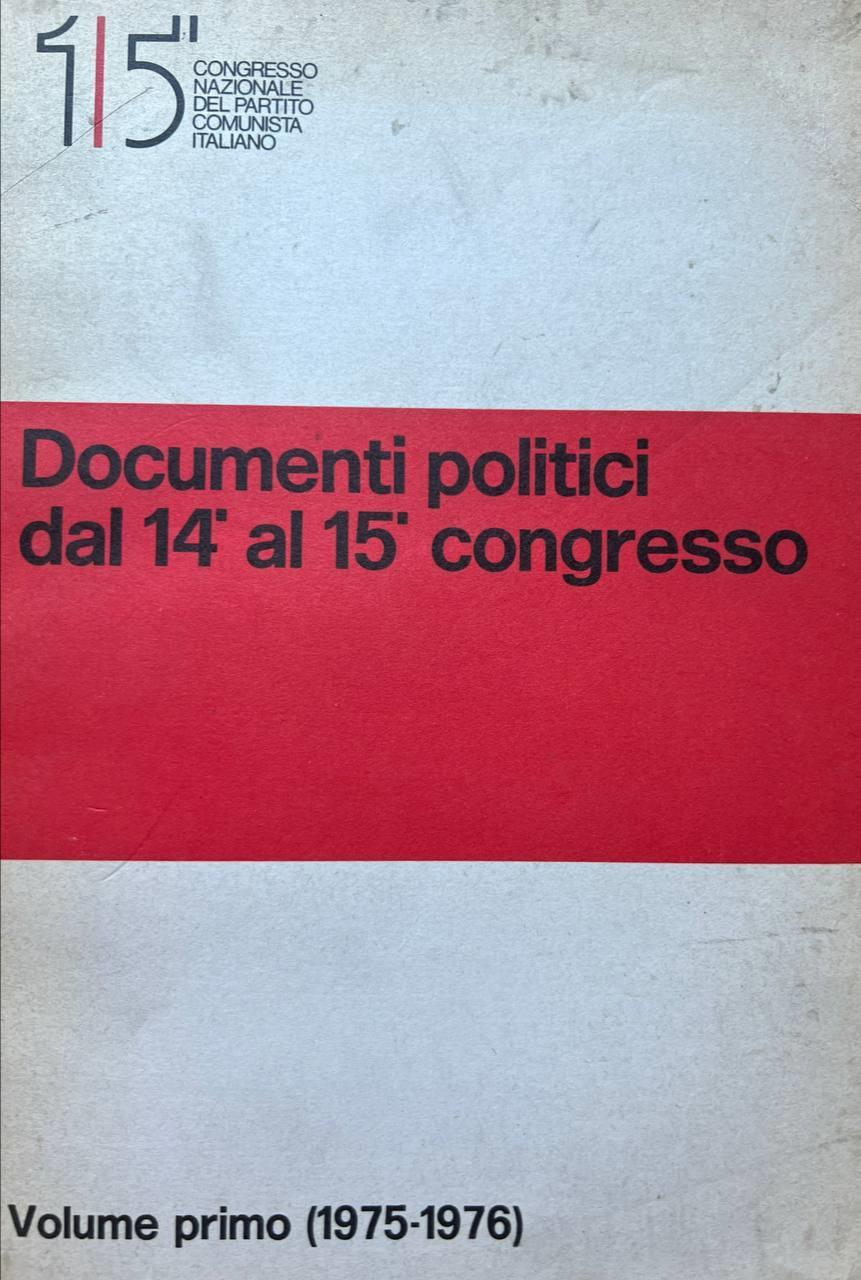 15°
CONGRESSO
NAZIONALE
DEL PARTITO
COMUNISTA
ITALIANO
Documenti politici
dal 14° al 15° congresso
Volume primo (1975-1976)